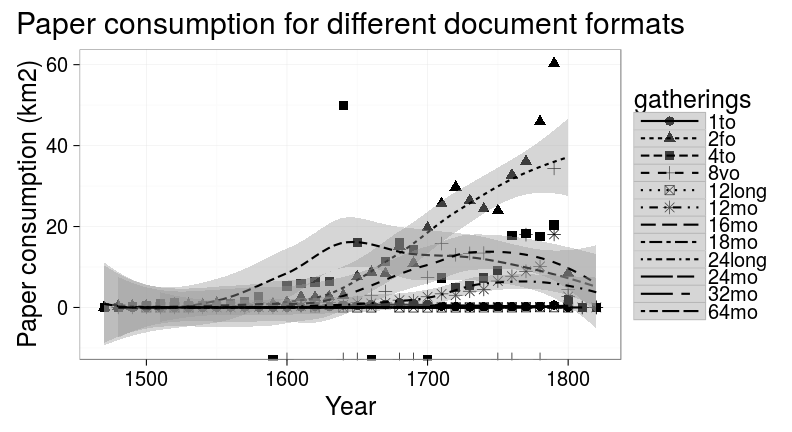 Paper consumption for different document formats
Paper consumption (km2)
60
40
20
0
1500
1600
1700
1800
Year
gatherings
1to
2fo
4to
8vo
12long
12mo
16mo
18mo
24long
24mo
32mo
64mo